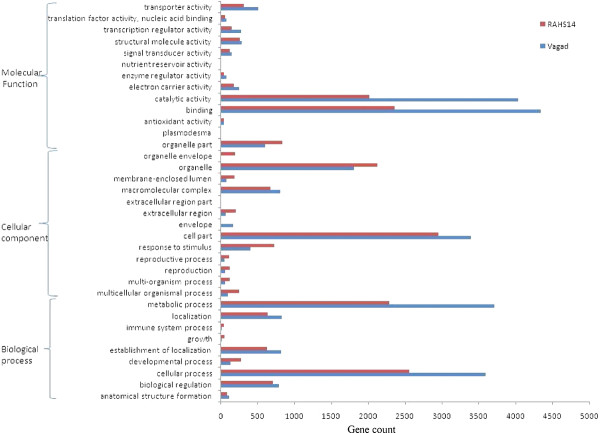 transporter activity
translation factor activity, nucleic acid binding
transcription regulator activity
structural molecule activity
signal transducer activity
nutrient reservoir activity
enzyme regulator activity
electron carrier activity
catalytic activity
binding
antioxidant activity
plasmodesma
organelle part
organelle envelope
organelle
membrane-enclosed lumen
macromolecular complex
extracellular region part
extracellular region
envelope
cell part
response to stimulus
reproductive process
reproduction
multi-organism process
multicellular organismal process
metabolic process
localization
immune system process
growth
establishment of localization
developmental process
cellular process
biological regulation
anatomical structure formation
Molecular
Function
Cellular
component
Biological
process
RAHS14
Vagad
0 500 1000 1500 2000 2500 3000 3500 4000 4500 5000
Gene count